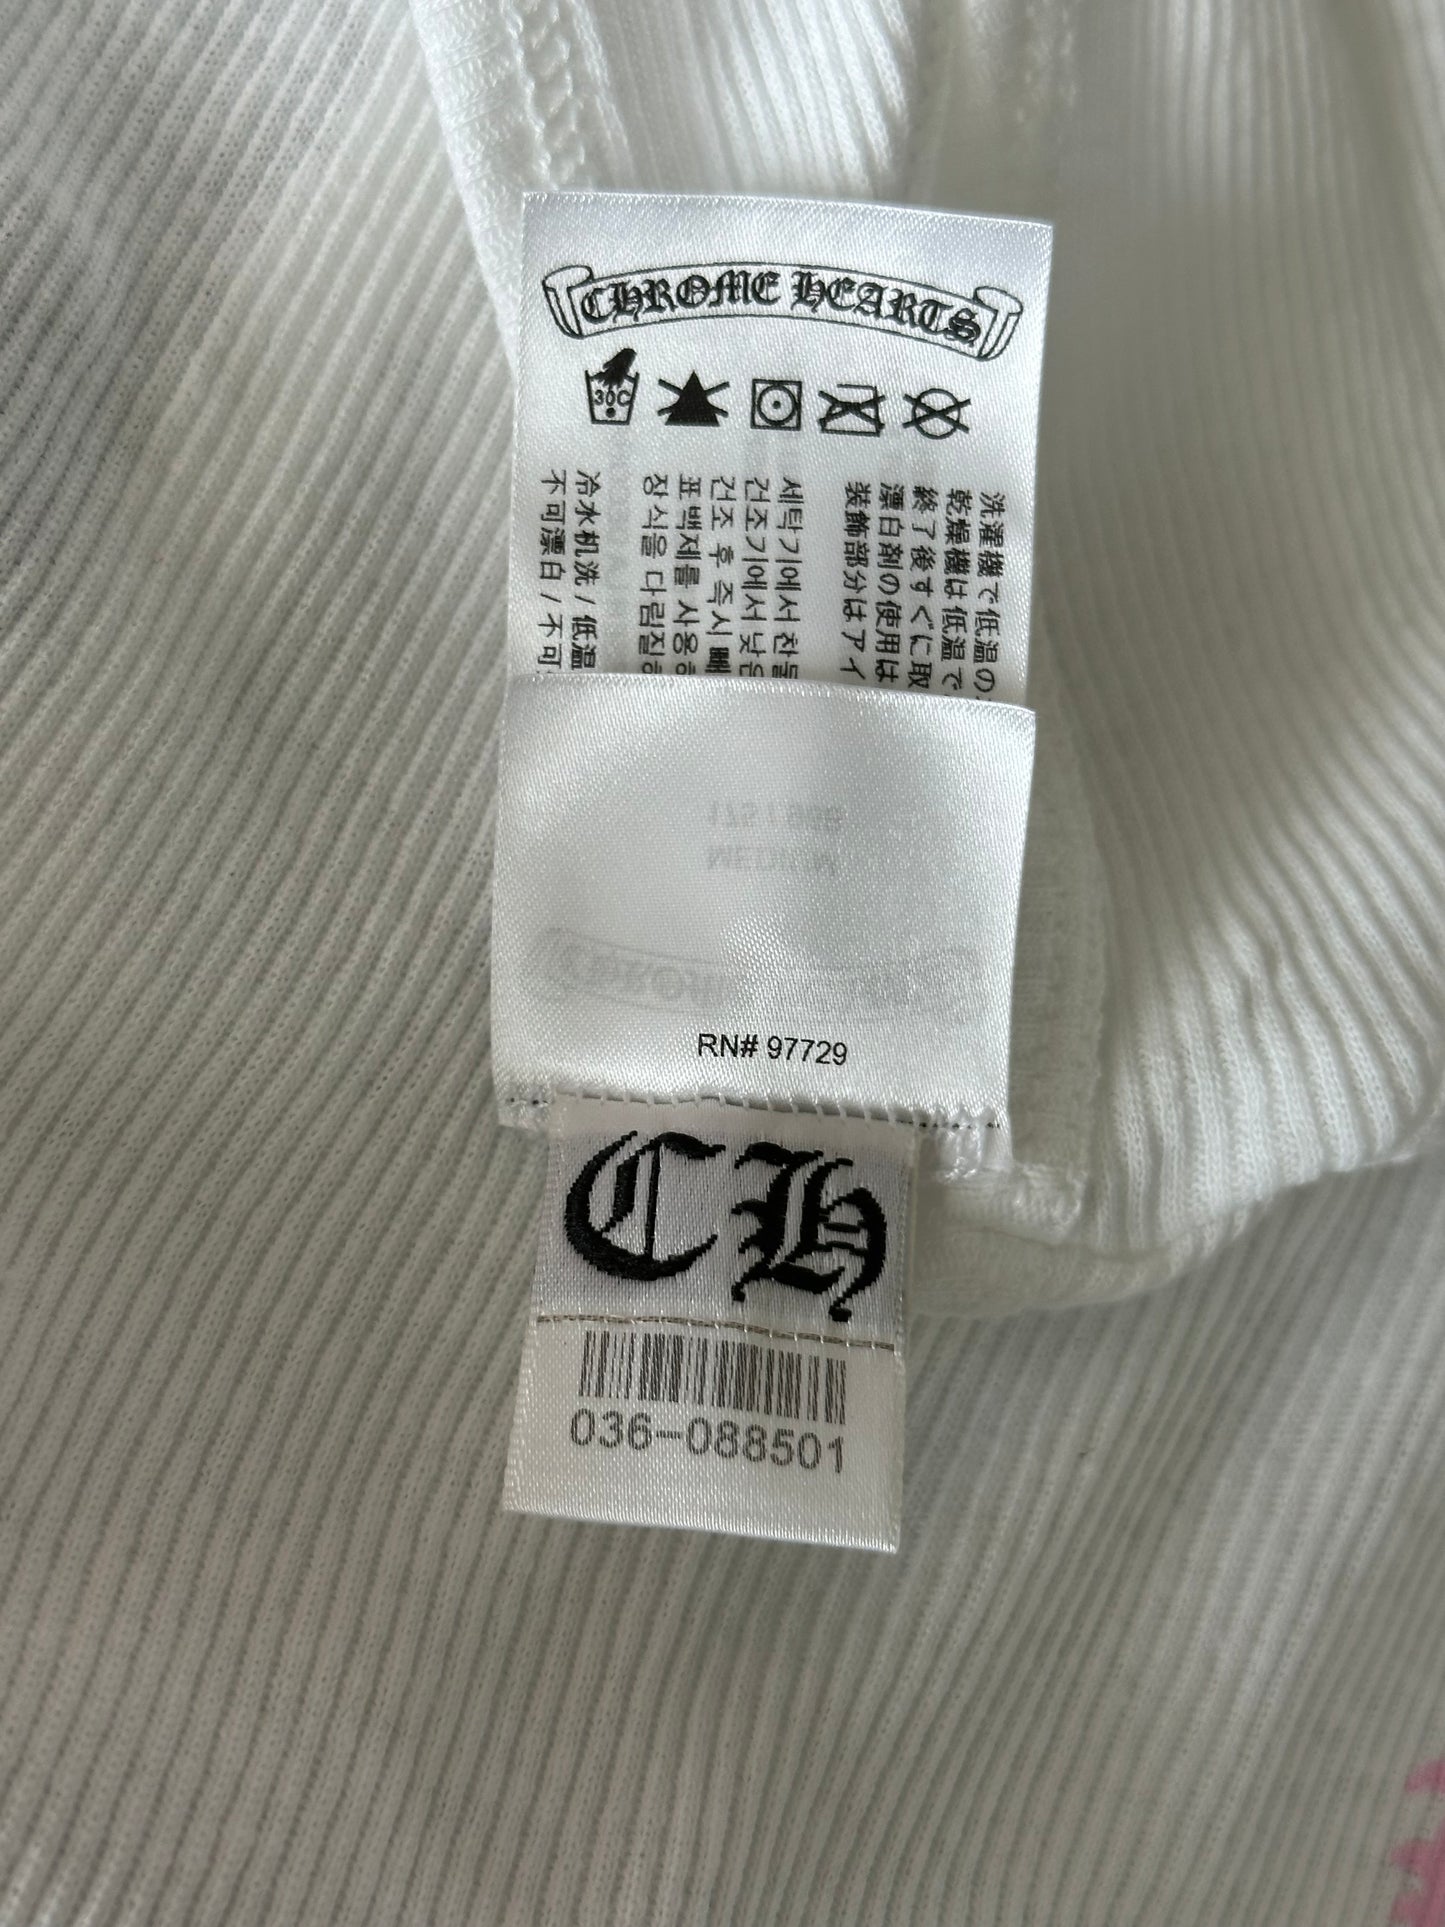 CHROME HEARTS
30C
洗濯機で低温の
乾燥機は低温で
終了後すぐに取
漂白剤の使用は
装飾部分はアイ
세탁기에서 찬물
건조기에서 낮은
건조 후 즉시 빼
표백제를 사용
장식을 다림질
冷水机洗 / 低温
不可漂白 / 不可
MEDIUM
RN# 97729
CH
036-088501